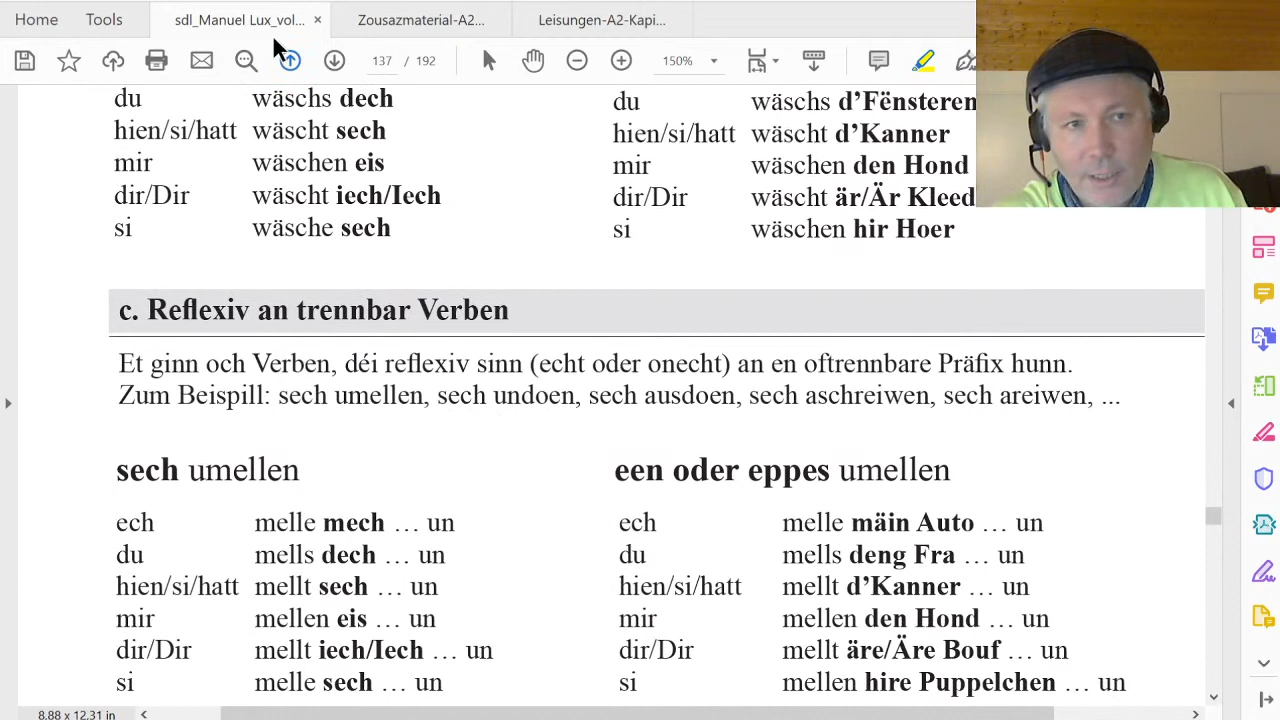 Home Tools sdl_Manuel Lux_vol... × Zousazmaterial-A2... Leisungen-A2-Kapi...
137 / 192 150%
du wäschs dech du wäschs d’Fënsteren
hien/si/hatt wäscht sech hien/si/hatt wäscht d’Kanner
mir wäschen eis mir wäschen den Hond
dir/Dir wäscht iech/Iech dir/Dir wäscht är/Är Kleed
si wäsche sech si wäschen hir Hoer
c. Reflexiv an trennbar Verben
Et ginn och Verben, déi reflexiv sinn (echt oder onecht) an en oftrennbare Präfix hunn.
Zum Beispill: sech umellen, sech undoen, sech ausdoen, sech aschreiwen, sech areiwen, ...
sech umellen een oder eppes umellen
ech melle mech … un ech melle mäin Auto … un
du mells dech … un du mells deng Fra … un
hien/si/hatt mellt sech … un hien/si/hatt mellt d’Kanner … un
mir mellen eis … un mir mellen den Hond … un
dir/Dir mellt iech/Iech … un dir/Dir mellt äre/Äre Bouf … un
si melle sech … un si mellen hire Puppelchen … un
8.88 x 12.31 in